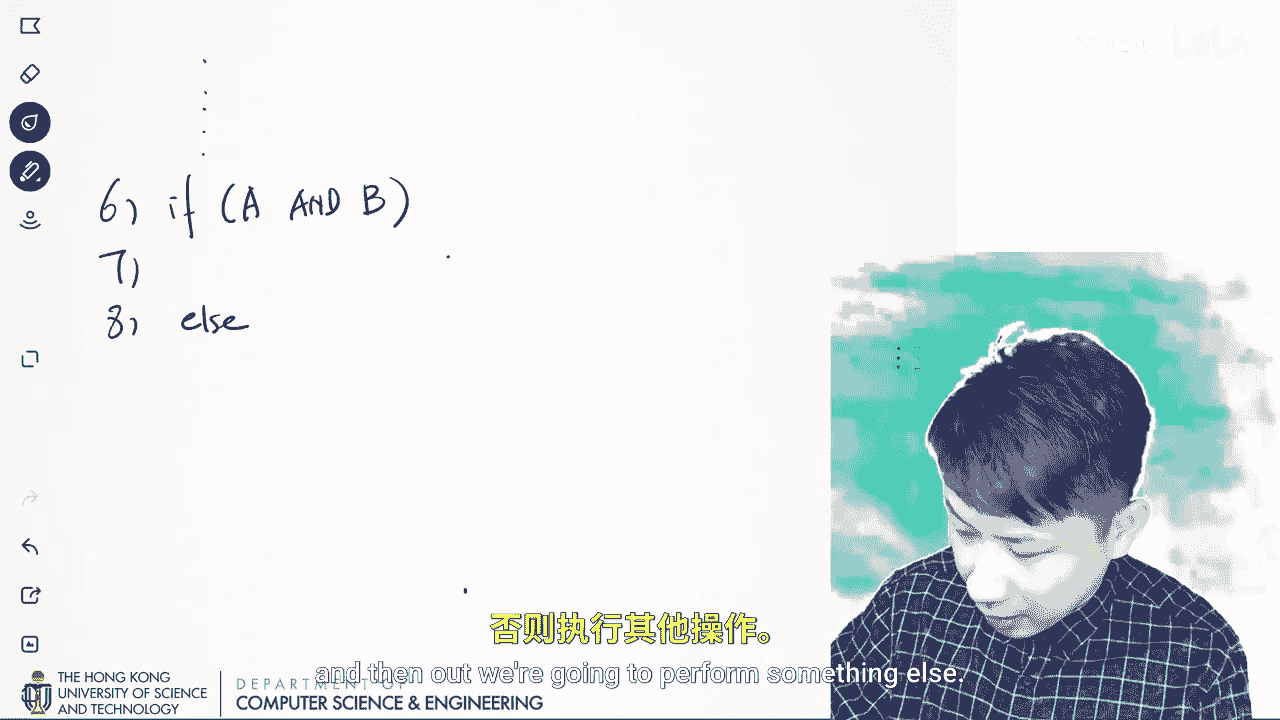 6) if (A AND B)
7)
8) else
否则执行其他操作。
and then out we're going to perform something else.
THE HONG KONG
UNIVERSITY OF SCIENCE
AND TECHNOLOGY
DEPARTMENT OF
COMPUTER SCIENCE & ENGINEERING